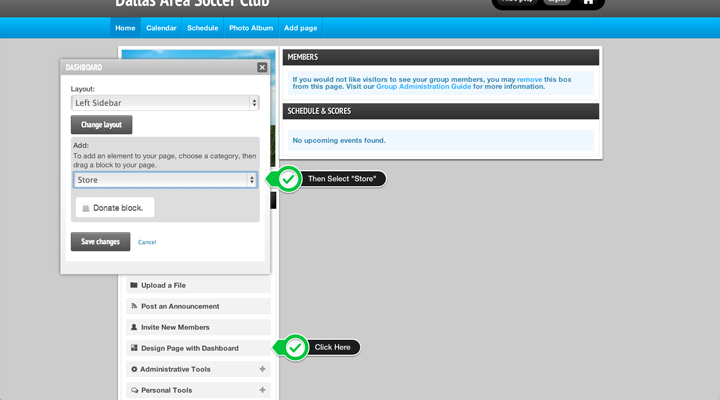 Dallas Area Soccer Club
Home
Calendar
Schedule
Photo Album
Add page
DASHBOARD
Layout:
Left Sidebar
Change layout
Add:
To add an element to your page, choose a category, then
drag a block to your page.
Store
Donate block.
Save changes
Cancel
MEMBERS
If you would not like visitors to see your group members, you may remove this box
from this page. Visit our Group Administration Guide for more information.
SCHEDULE & SCORES
No upcoming events found.
Then Select "Store"
Upload a File
Post an Announcement
Invite New Members
Design Page with Dashboard
Click Here
Administrative Tools
Personal Tools